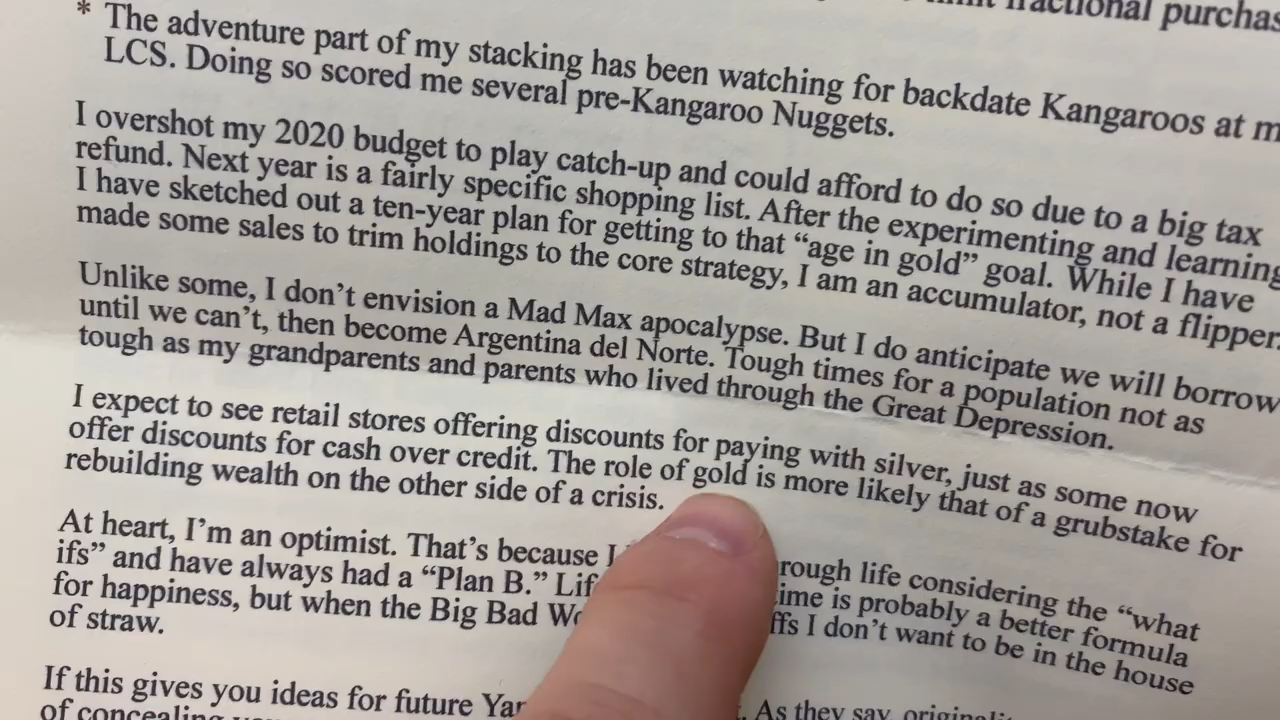 fractional purchas
* The adventure part of my stacking has been watching for backdate Kangaroos at m
LCS. Doing so scored me several pre-Kangaroo Nuggets.
I overshot my 2020 budget to play catch-up and could afford to do so due to a big tax
refund. Next year is a fairly specific shopping list. After the experimenting and learning
I have sketched out a ten-year plan for getting to that “age in gold” goal. While I have
made some sales to trim holdings to the core strategy, I am an accumulator, not a flipper.
Unlike some, I don’t envision a Mad Max apocalypse. But I do anticipate we will borrow
until we can’t, then become Argentina del Norte. Tough times for a population not as
tough as my grandparents and parents who lived through the Great Depression.
I expect to see retail stores offering discounts for paying with silver, just as some now
offer discounts for cash over credit. The role of gold is more likely that of a grubstake for
rebuilding wealth on the other side of a crisis.
At heart, I’m an optimist. That’s because I rough life considering the “what
ifs” and have always had a “Plan B.” Lif ime is probably a better formula
for happiness, but when the Big Bad Wo ffs I don’t want to be in the house
of straw.
If this gives you ideas for future Yar . As they say, originali
of concealing